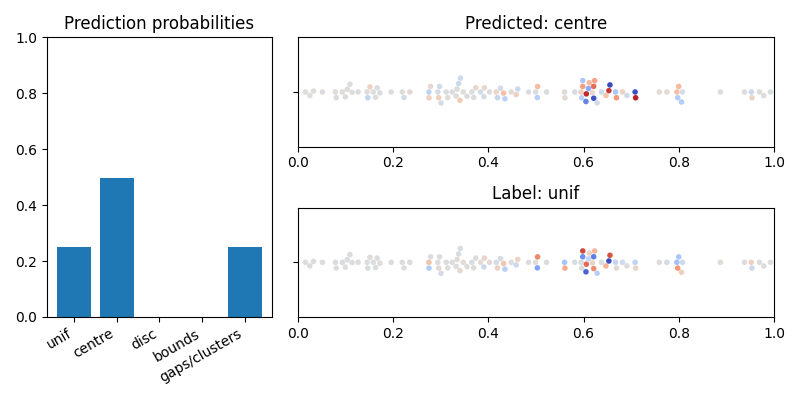 Prediction probabilities
1.0
0.8
0.6
0.4
0.2
0.0
unif
centre
disc
bounds
gaps/clusters
Predicted: centre
0.0 0.2 0.4 0.6 0.8 1.0
Label: unif
0.0 0.2 0.4 0.6 0.8 1.0